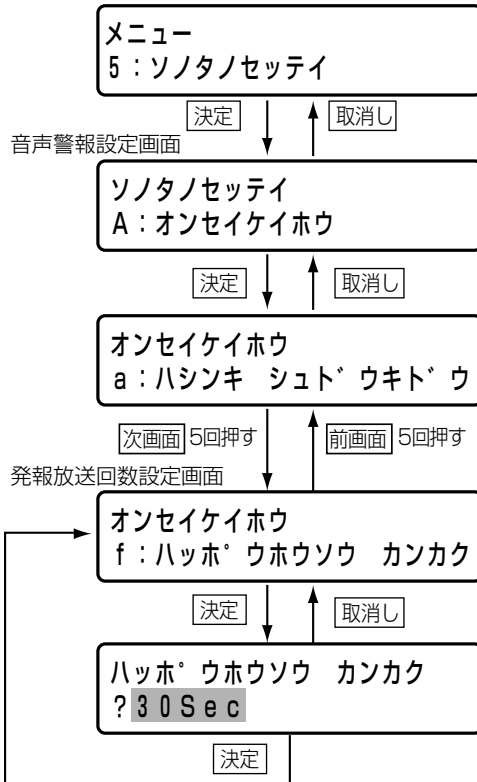 メニュー
5：ソノタノセッテイ
決定 取消し
音声警報設定画面
ソノタノセッテイ
A：オンセイケイホウ
決定 取消し
オンセイケイホウ
a：ハシンキ　シュト゛ウキト゛ウ
次画面 5回押す 前画面 5回押す
発報放送回数設定画面
オンセイケイホウ
f：ハッホ゜ウホウソウ　カンカク
決定 取消し
ハッホ゜ウホウソウ　カンカク
?30Sec
決定